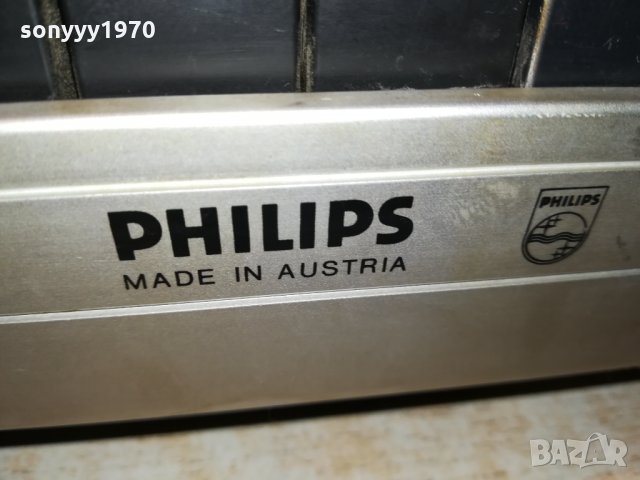 sonyyy1970
PHILIPS
MADE IN AUSTRIA
PHILIPS
BAZAR